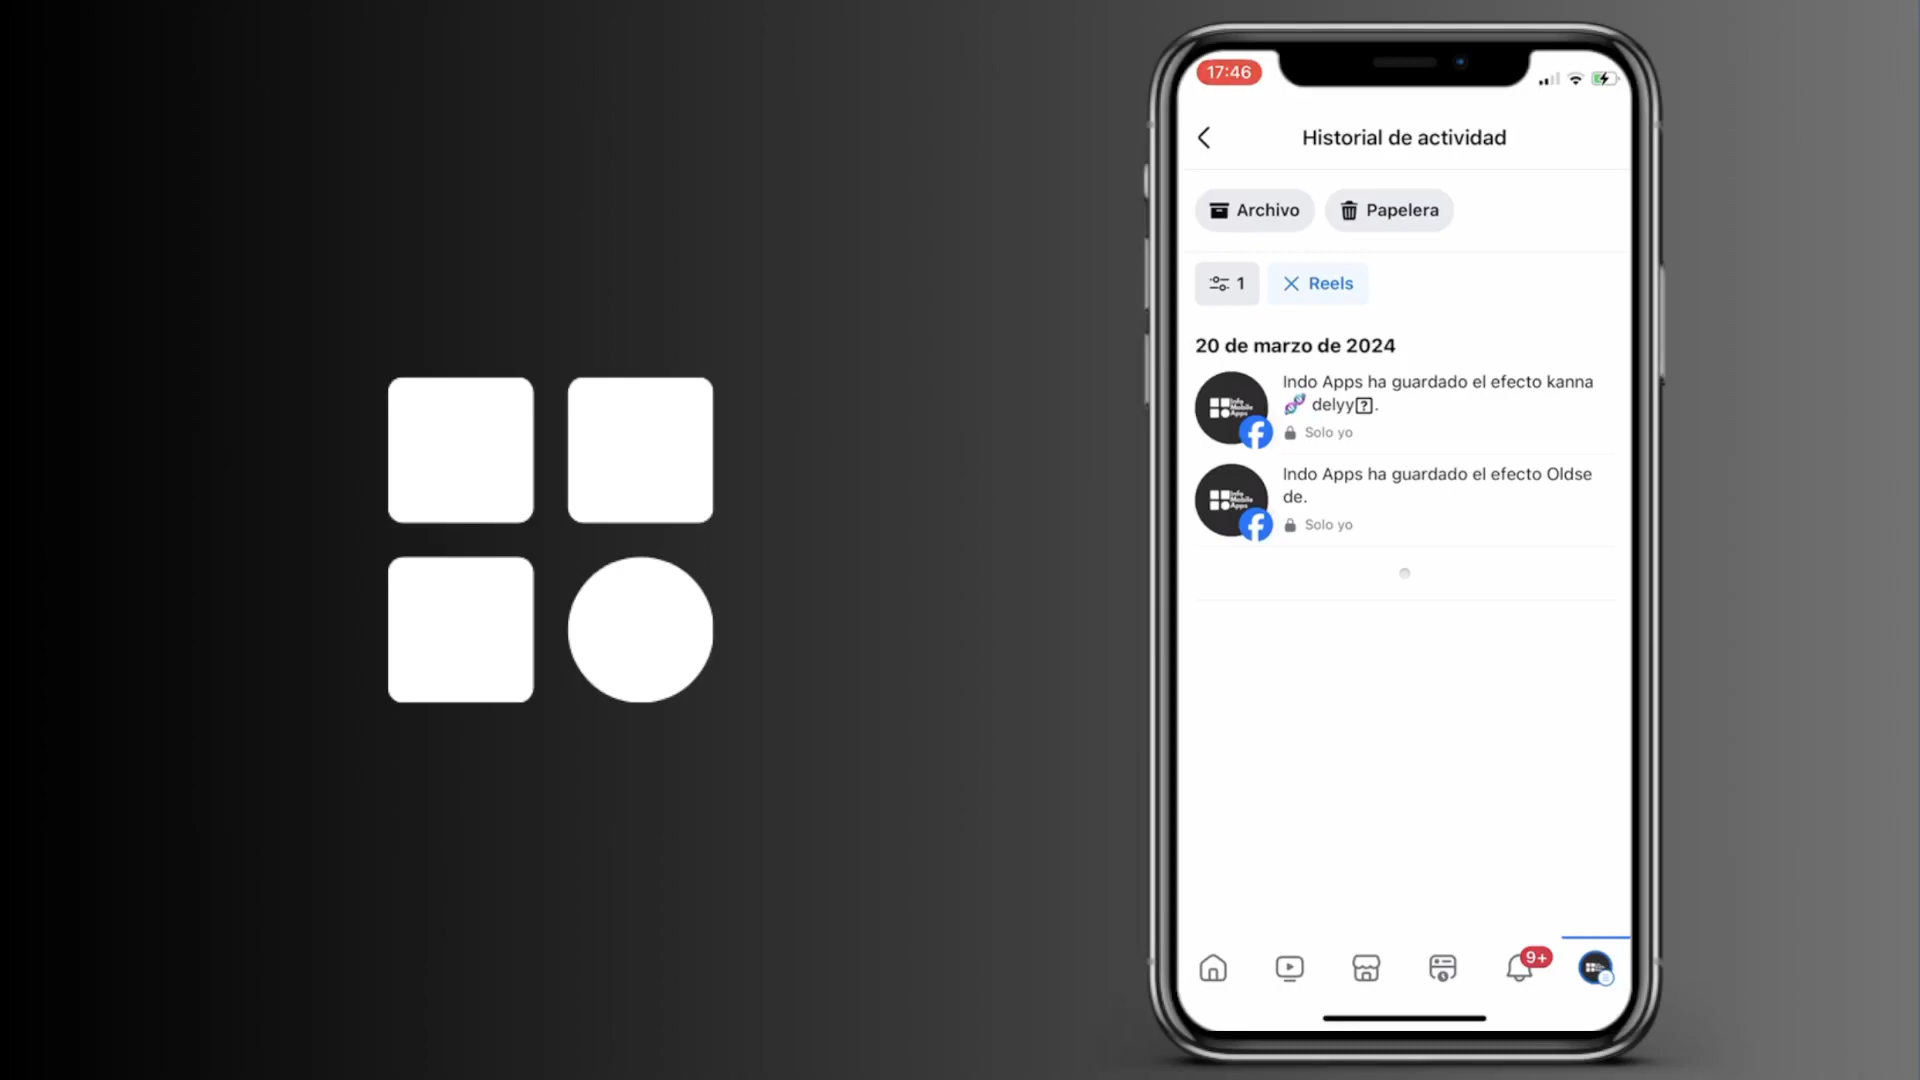 17:46
Historial de actividad
Archivo
Papelera
1
Reels
20 de marzo de 2024
Indo Apps ha guardado el efecto kanna
🧬 delyy⍰.
Solo yo
Indo Apps ha guardado el efecto Oldse
de.
Solo yo
9+